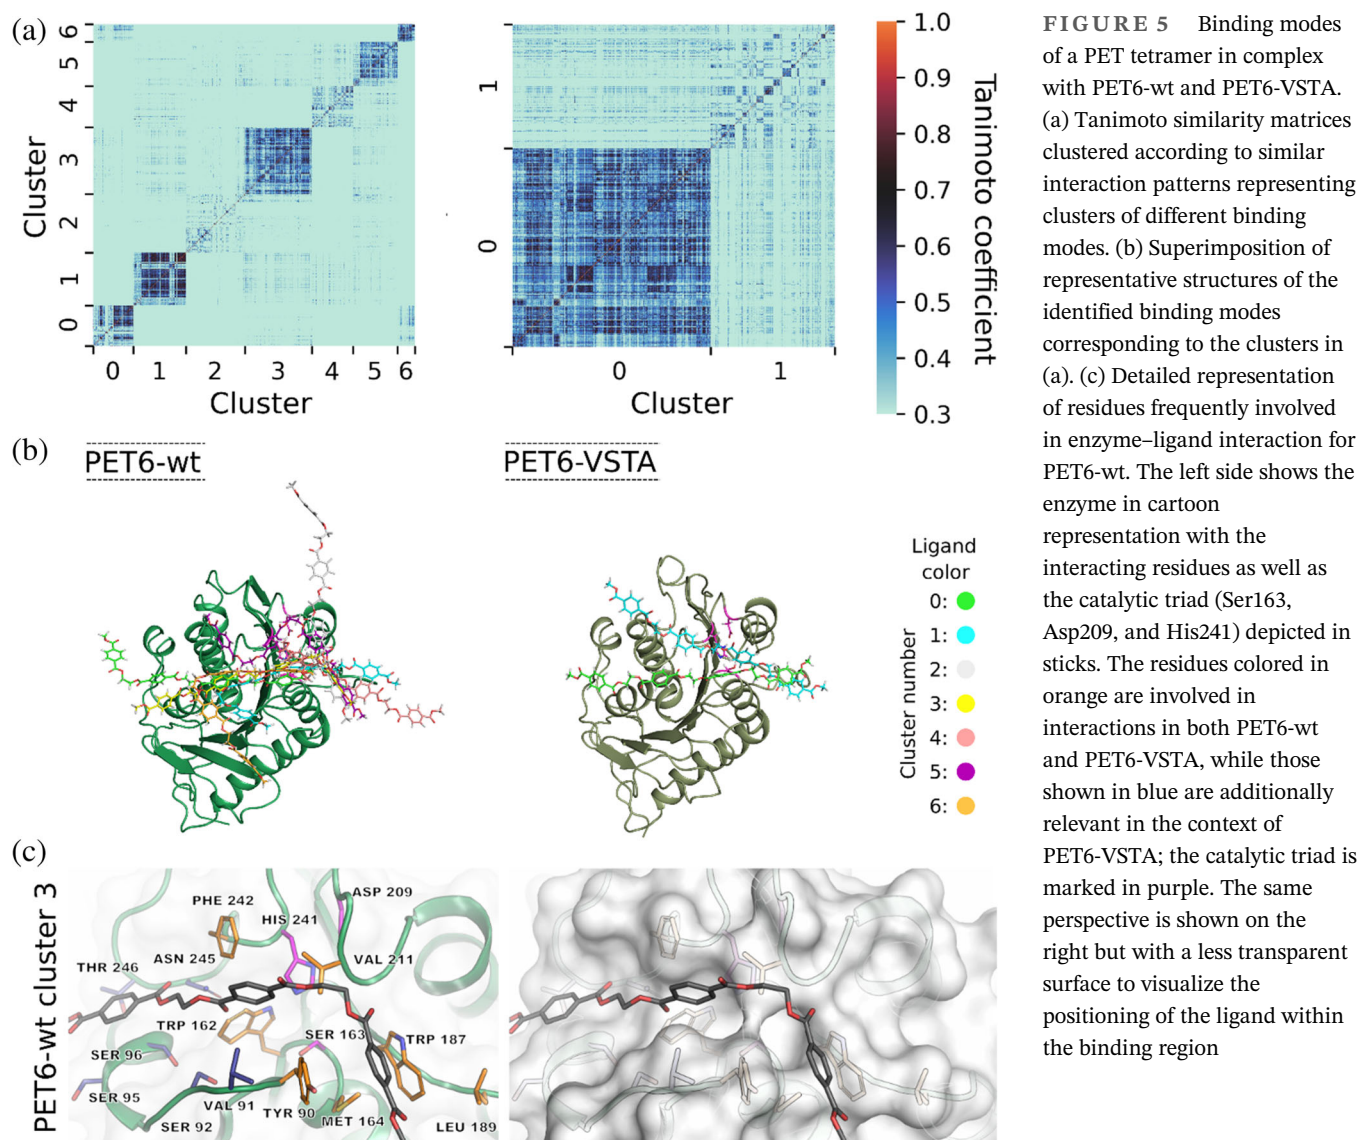 (a)
6
5
4
3
2
1
0
Cluster
0 1 2 3 4 5 6
Cluster
1
0
0 1
Cluster
1.0
0.9
0.8
0.7
0.6
0.5
0.4
0.3
Tanimoto coefficient
(b)
PET6-wt
PET6-VSTA
Ligand
color
Cluster number
0:
1:
2:
3:
4:
5:
6:
(c)
PET6-wt cluster 3
ASP 209
PHE 242
HIS 241
ASN 245
VAL 211
THR 246
TRP 162
SER 163
TRP 187
SER 96
SER 95
VAL 91
TYR 90
SER 92
MET 164
LEU 189
FIGURE 5 Binding modes
of a PET tetramer in complex
with PET6-wt and PET6-VSTA.
(a) Tanimoto similarity matrices
clustered according to similar
interaction patterns representing
clusters of different binding
modes. (b) Superimposition of
representative structures of the
identified binding modes
corresponding to the clusters in
(a). (c) Detailed representation
of residues frequently involved
in enzyme–ligand interaction for
PET6-wt. The left side shows the
enzyme in cartoon
representation with the
interacting residues as well as
the catalytic triad (Ser163,
Asp209, and His241) depicted in
sticks. The residues colored in
orange are involved in
interactions in both PET6-wt
and PET6-VSTA, while those
shown in blue are additionally
relevant in the context of
PET6-VSTA; the catalytic triad is
marked in purple. The same
perspective is shown on the
right but with a less transparent
surface to visualize the
positioning of the ligand within
the binding region